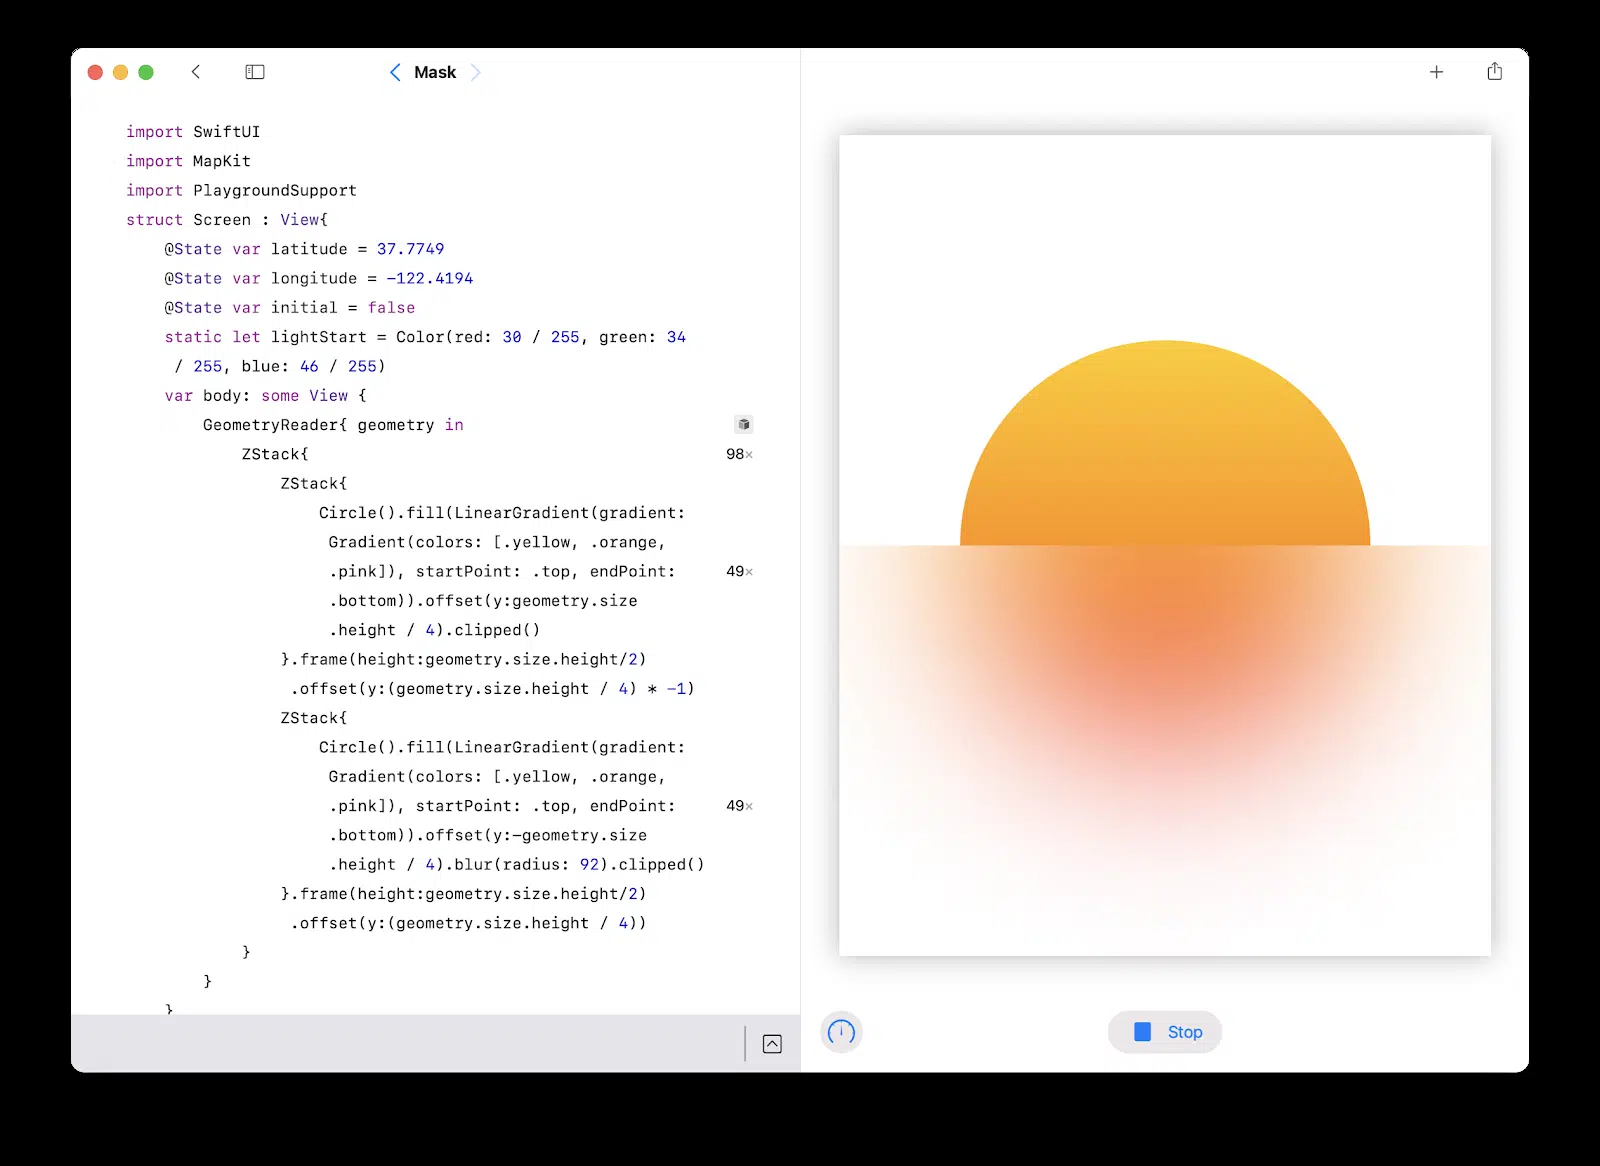 Mask
import SwiftUI
import MapKit
import PlaygroundSupport
struct Screen : View{
@State var latitude = 37.7749
@State var longitude = -122.4194
@State var initial = false
static let lightStart = Color(red: 30 / 255, green: 34
/ 255, blue: 46 / 255)
var body: some View {
GeometryReader{ geometry in
ZStack{
98×
ZStack{
Circle().fill(LinearGradient(gradient:
Gradient(colors: [.yellow, .orange,
.pink]), startPoint: .top, endPoint:
49×
.bottom)).offset(y:geometry.size
.height / 4).clipped()
}.frame(height:geometry.size.height/2)
.offset(y:(geometry.size.height / 4) * -1)
ZStack{
Circle().fill(LinearGradient(gradient:
Gradient(colors: [.yellow, .orange,
.pink]), startPoint: .top, endPoint:
49×
.bottom)).offset(y:-geometry.size
.height / 4).blur(radius: 92).clipped()
}.frame(height:geometry.size.height/2)
.offset(y:(geometry.size.height / 4))
}
}
}
Stop